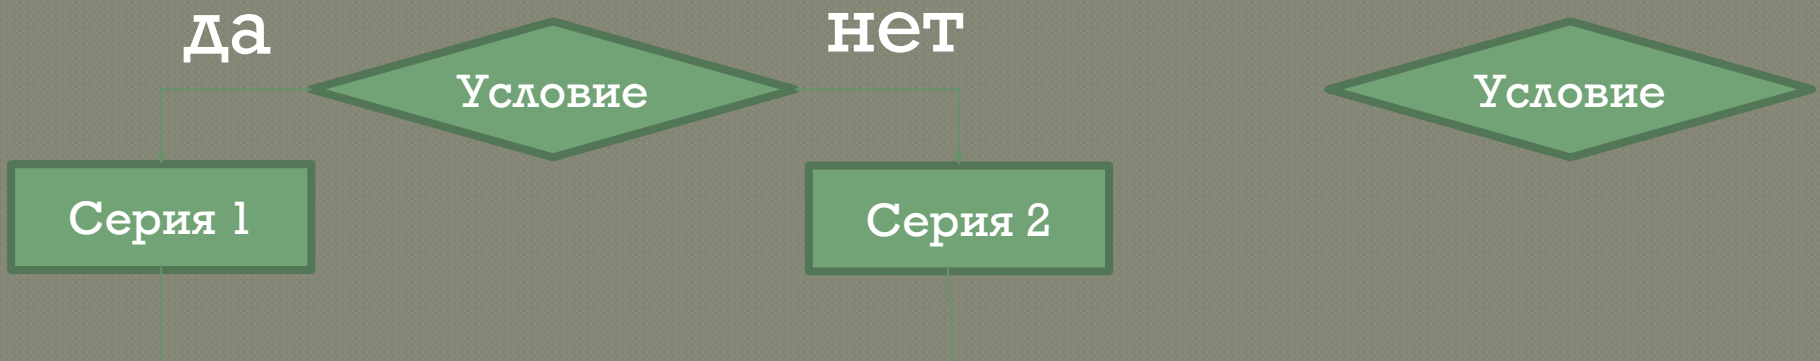 да
нет
Условие
Условие
Серия 1
Серия 2